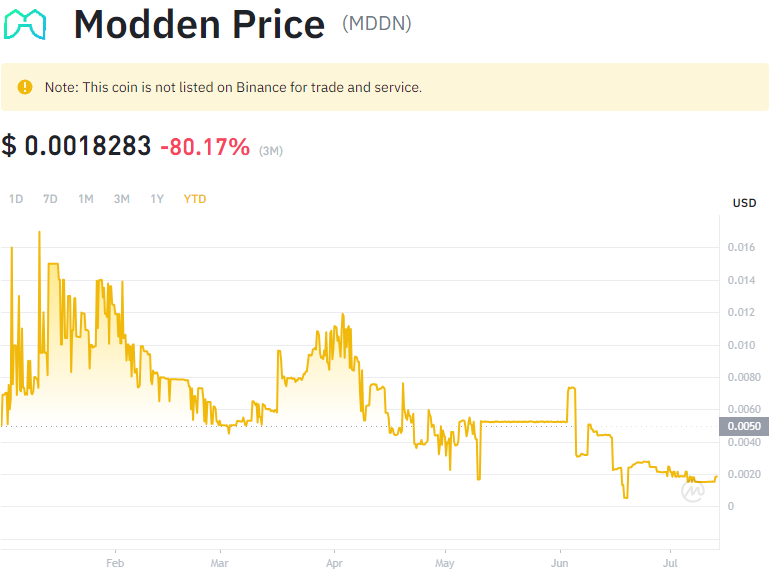 Modden Price (MDDN)
Note: This coin is not listed on Binance for trade and service.
$ 0.0018283 -80.17% (3M)
1D 7D 1M 3M 1Y YTD
USD
0.016
0.014
0.012
0.010
0.0080
0.0060
0.0050
0.0040
0.0020
0
Feb Mar Apr May Jun Jul